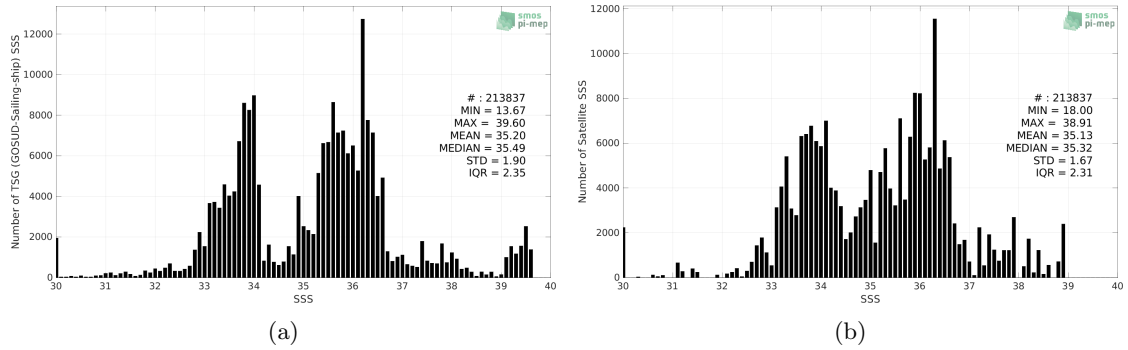 smos
pi-mep
Number of TSG (GOSUD-Sailing-ship) SSS
12000
10000
8000
6000
4000
2000
0
# : 213837
MIN = 13.67
MAX = 39.60
MEAN = 35.20
MEDIAN = 35.49
STD = 1.90
IQR = 2.35
30 31 32 33 34 35 36 37 38 39 40
SSS
(a)
smos
pi-mep
Number of Satellite SSS
12000
10000
8000
6000
4000
2000
0
# : 213837
MIN = 18.00
MAX = 38.91
MEAN = 35.13
MEDIAN = 35.32
STD = 1.67
IQR = 2.31
30 31 32 33 34 35 36 37 38 39 40
SSS
(b)